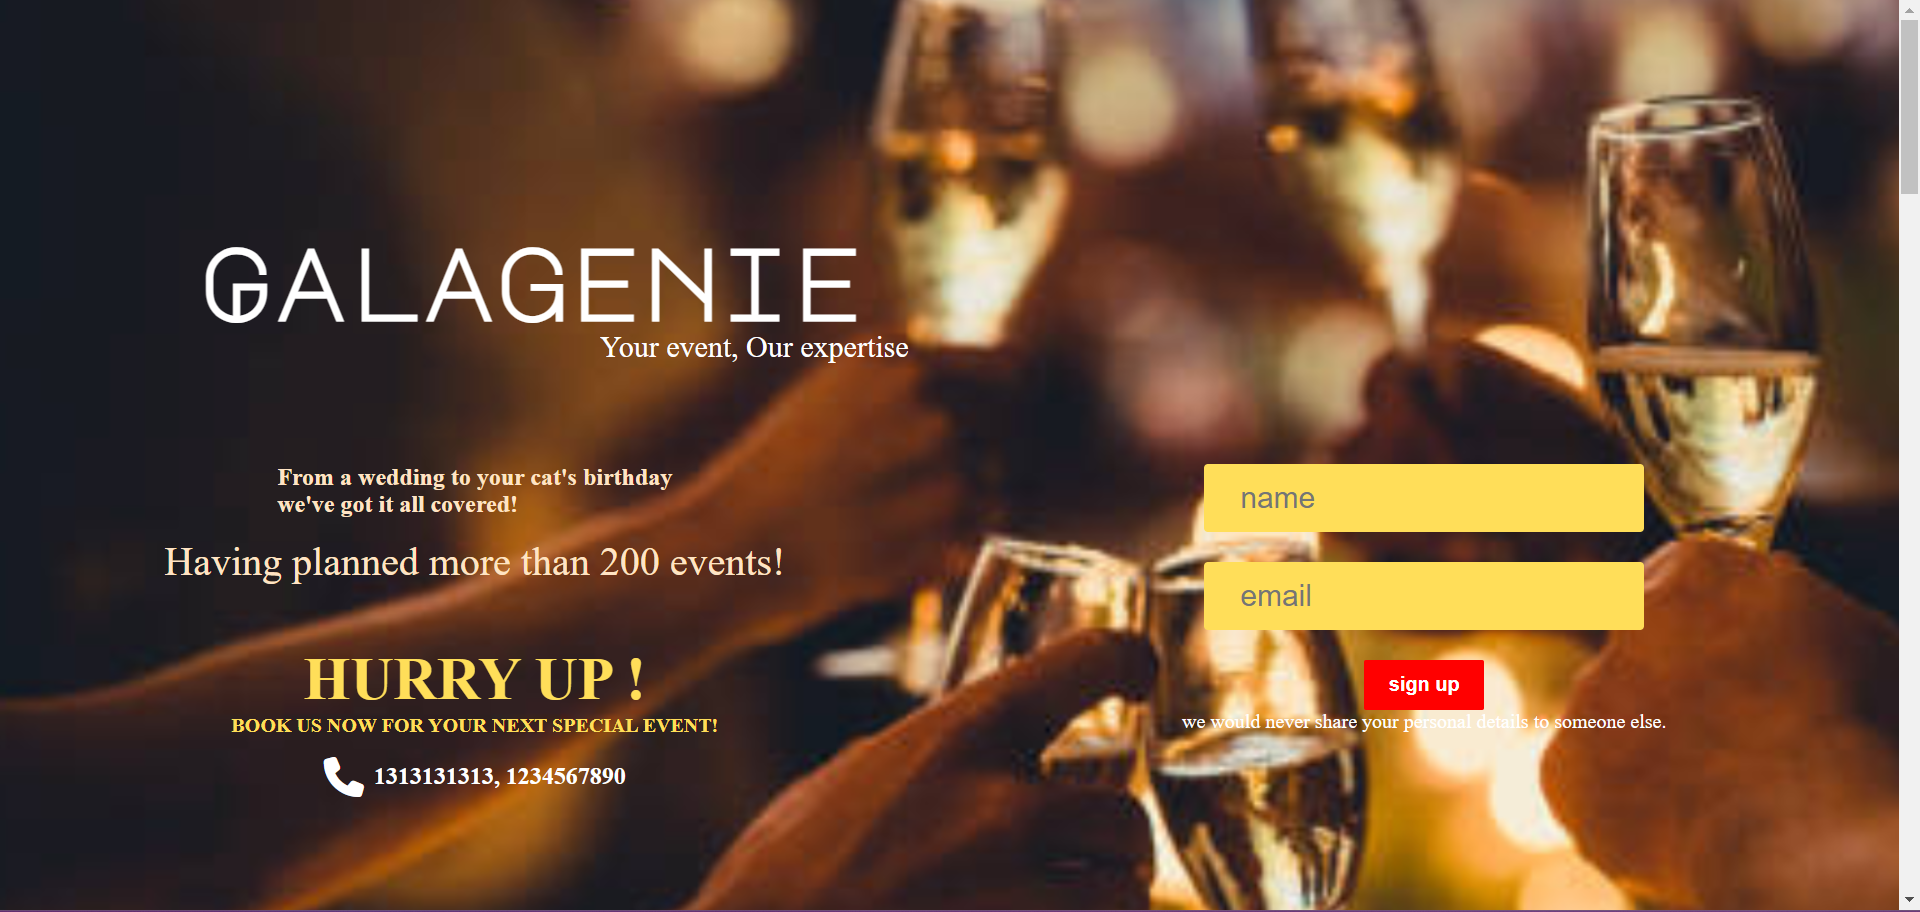 GALAGENIE
Your event, Our expertise
From a wedding to your cat's birthday
we've got it all covered!
Having planned more than 200 events!
HURRY UP !
BOOK US NOW FOR YOUR NEXT SPECIAL EVENT!
1313131313, 1234567890
name
email
sign up
we would never share your personal details to someone else.